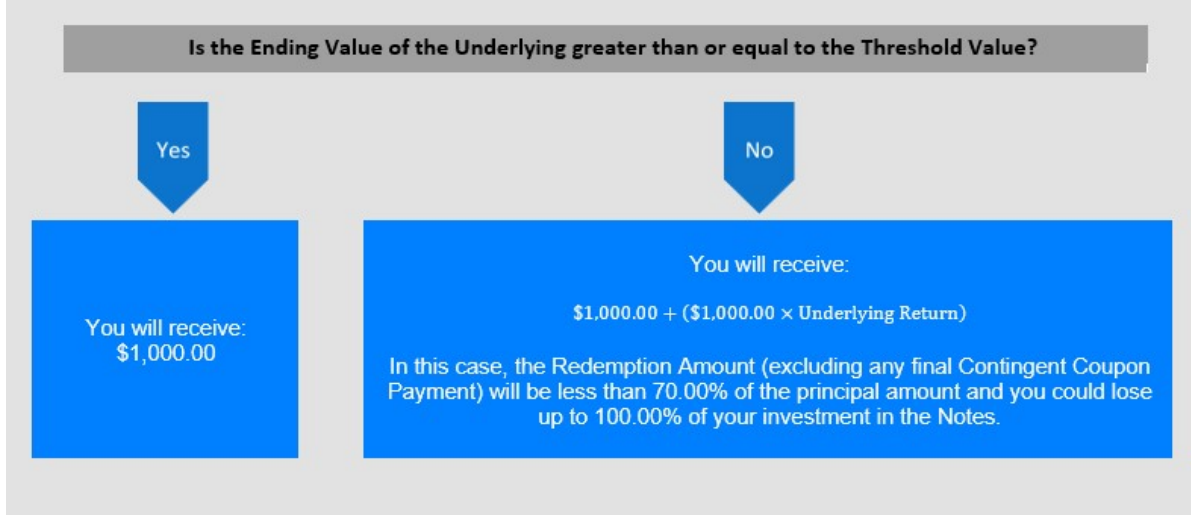 Is the Ending Value of the Underlying greater than or equal to the Threshold Value?
Yes
No
You will receive:
$1,000.00
You will receive:
$1,000.00 + ($1,000.00 × Underlying Return)
In this case, the Redemption Amount (excluding any final Contingent Coupon
Payment) will be less than 70.00% of the principal amount and you could lose
up to 100.00% of your investment in the Notes.